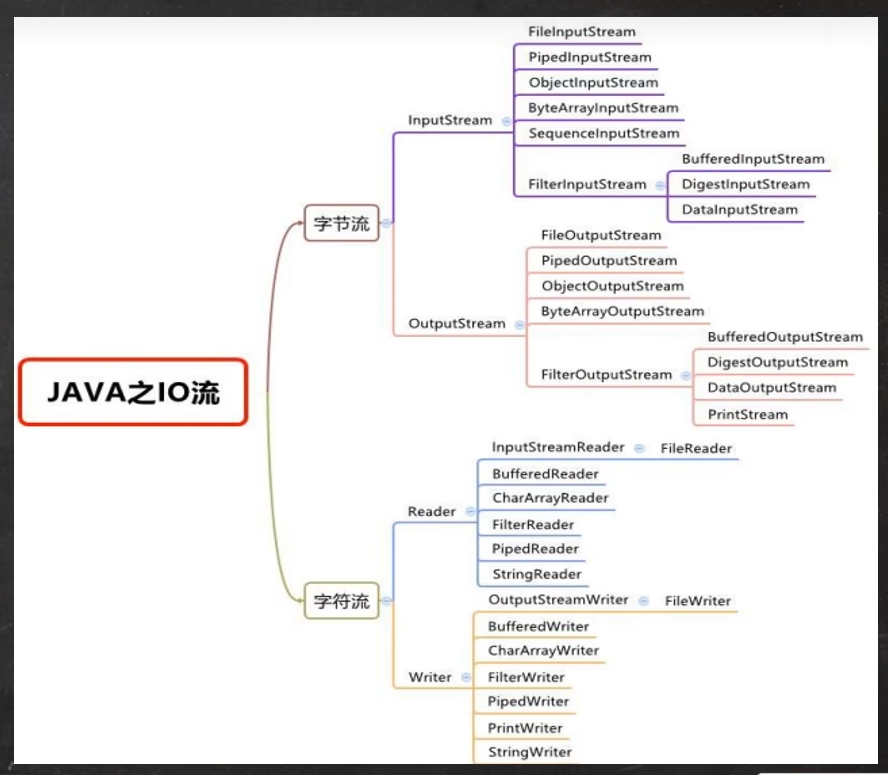 FileInputStream
PipedInputStream
ObjectInputStream
ByteArrayInputStream
InputStream
SequenceInputStream
BufferedInputStream
FilterInputStream
DigestInputStream
DataInputStream
字节流
FileOutputStream
PipedOutputStream
ObjectOutputStream
ByteArrayOutputStream
OutputStream
BufferedOutputStream
DigestOutputStream
FilterOutputStream
DataOutputStream
PrintStream
JAVA之IO流
InputStreamReader FileReader
BufferedReader
CharArrayReader
Reader
FilterReader
PipedReader
StringReader
字符流
OutputStreamWriter FileWriter
BufferedWriter
CharArrayWriter
Writer
FilterWriter
PipedWriter
PrintWriter
StringWriter